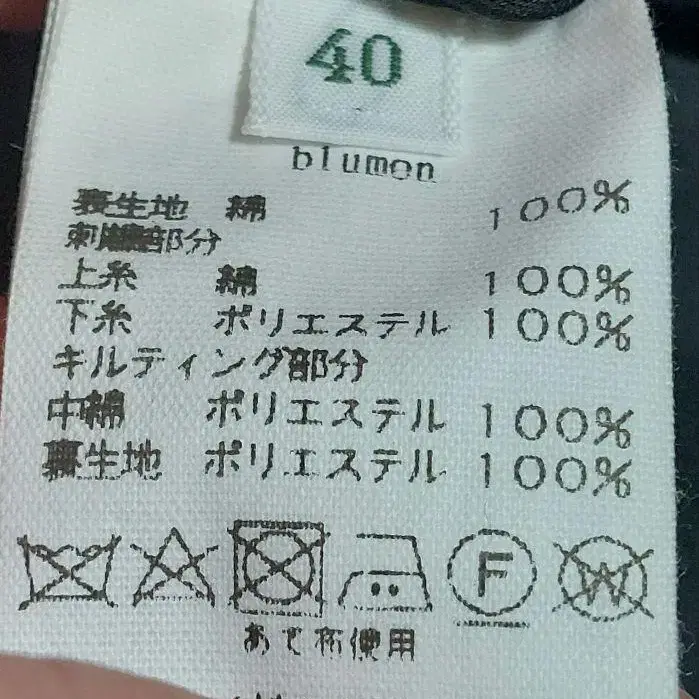 40
blumon
表生地 綿 100%
刺繍部分
上糸 綿 100%
下糸 ポリエステル 100%
キルティング部分
中綿 ポリエステル 100%
裏生地 ポリエステル 100%
F W
あて布使用